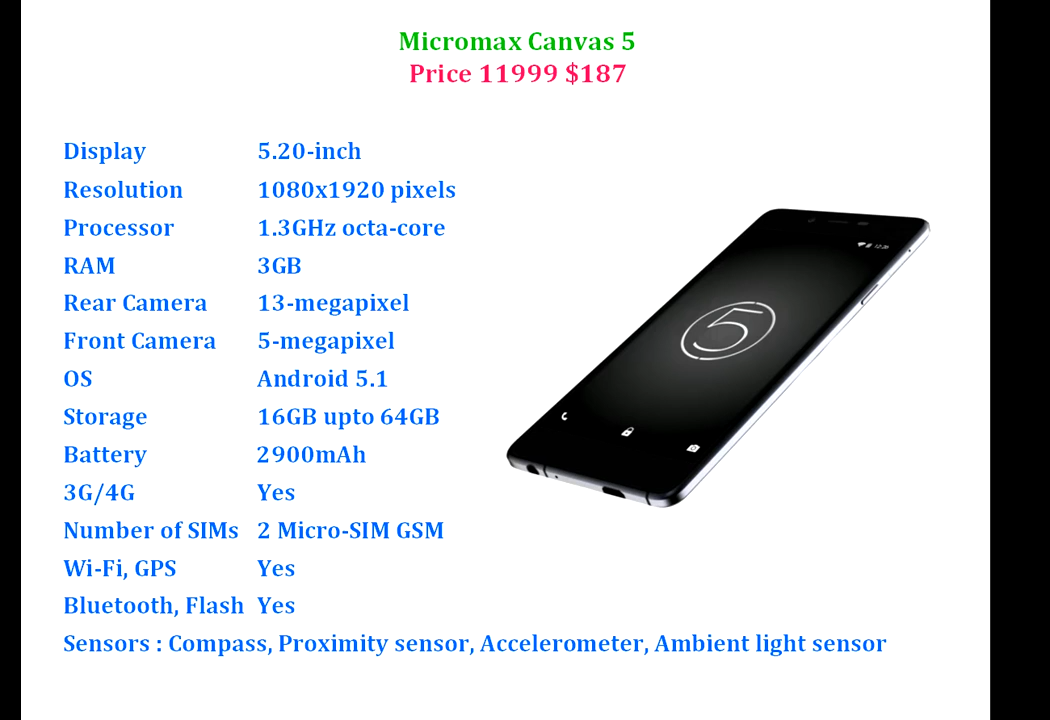 Micromax Canvas 5
Price 11999 $187
Display 5.20-inch
Resolution 1080x1920 pixels
Processor 1.3GHz octa-core
RAM 3GB
Rear Camera 13-megapixel
Front Camera 5-megapixel
OS Android 5.1
Storage 16GB upto 64GB
Battery 2900mAh
3G/4G Yes
Number of SIMs 2 Micro-SIM GSM
Wi-Fi, GPS Yes
Bluetooth, Flash Yes
Sensors : Compass, Proximity sensor, Accelerometer, Ambient light sensor
5